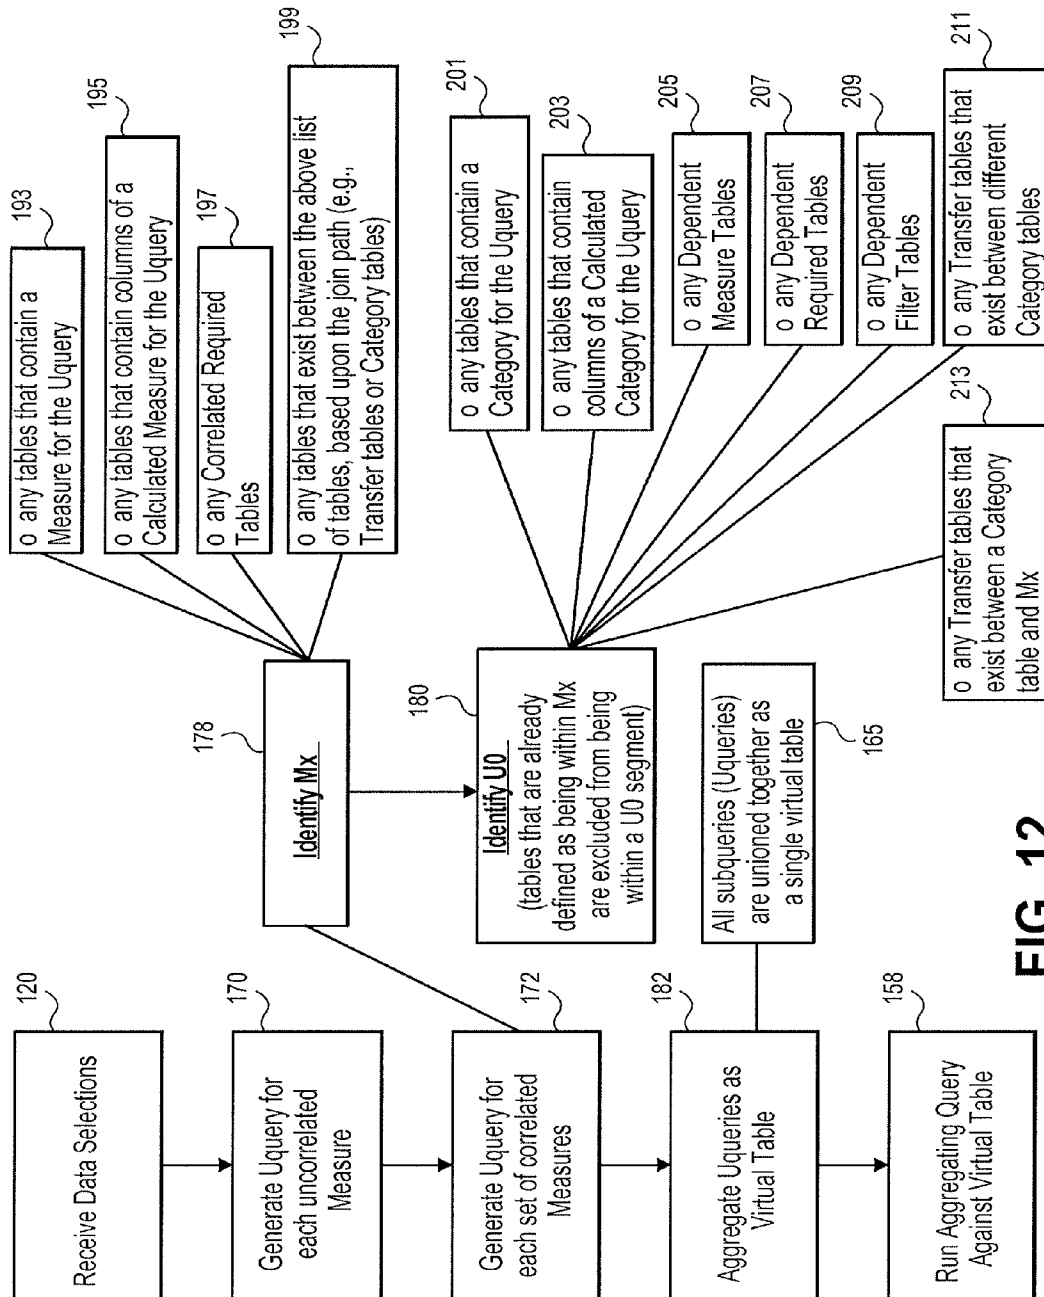 120
Receive Data Selections
170
Generate Uquery for
each uncorrelated
Measure
172
Generate Uquery for
each set of correlated
Measures
182
Aggregate Uqueries as
Virtual Table
158
Run Aggregating Query
Against Virtual Table
178
Identify Mx
180
Identify U0
(tables that are already
defined as being within Mx
are excluded from being
within a U0 segment)
All subqueries (Uqueries)
are unioned together as
a single virtual table
165
193
o any tables that contain a
Measure for the Uquery
195
o any tables that contain columns of a
Calculated Measure for the Uquery
197
o any Correlated Required
Tables
199
o any tables that exist between the above list
of tables, based upon the join path (e.g.,
Transfer tables or Category tables)
201
o any tables that contain a
Category for the Uquery
203
o any tables that contain
columns of a Calculated
Category for the Uquery
205
o any Dependent
Measure Tables
207
o any Dependent
Required Tables
209
o any Dependent
Filter Tables
211
o any Transfer tables that
exist between different
Category tables
213
o any Transfer tables that
exist between a Category
table and Mx
FIG. 12